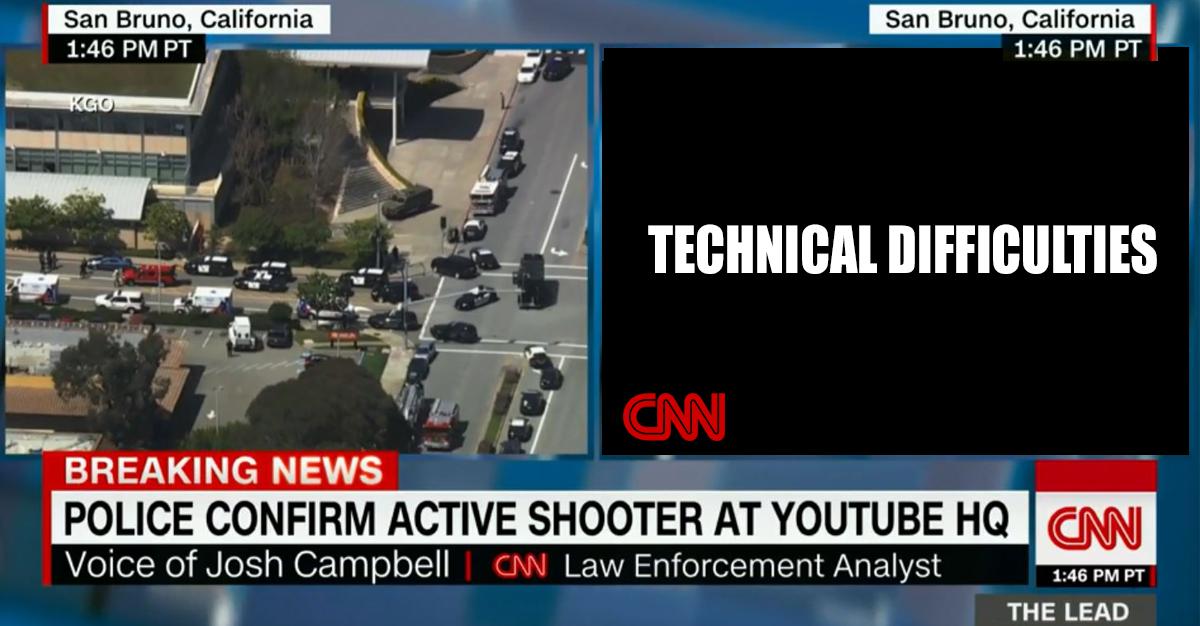 San Bruno, California
1:46 PM PT
San Bruno, California
1:46 PM PT
KGO
TECHNICAL DIFFICULTIES
CNN
BREAKING NEWS
POLICE CONFIRM ACTIVE SHOOTER AT YOUTUBE HQ
Voice of Josh Campbell | CNN Law Enforcement Analyst
CNN
1:46 PM PT
THE LEAD